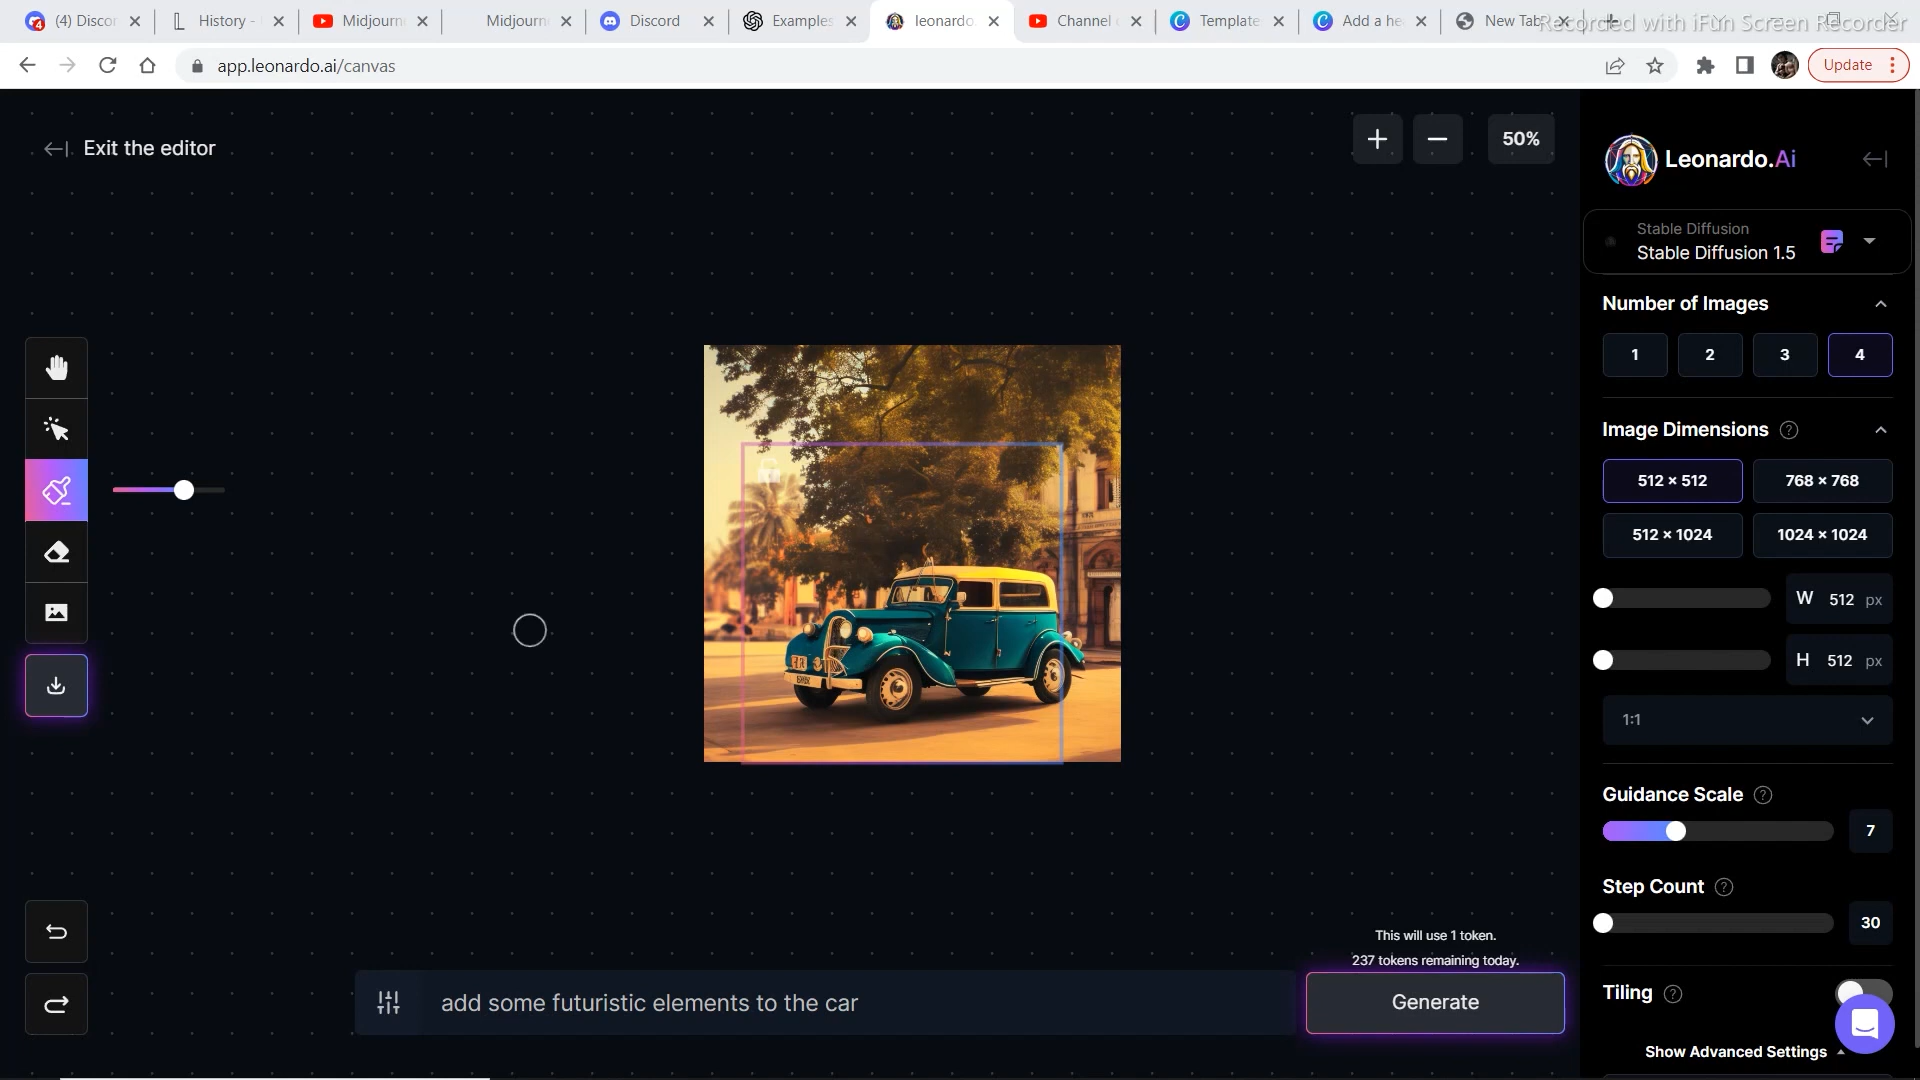 (4) Discor
History -
Midjourn
Midjourn
Discord
Examples
leonardo.
Channel
Template
Add a he
New Tab
Recorded with iFun Screen Recorder
app.leonardo.ai/canvas
Update
Exit the editor
50%
Leonardo.Ai
Stable Diffusion
Stable Diffusion 1.5
Number of Images
1 2 3 4
Image Dimensions ?
512 × 512 768 × 768
512 × 1024 1024 × 1024
W 512 px
H 512 px
1:1
Guidance Scale ?
7
Step Count ?
30
This will use 1 token.
237 tokens remaining today.
add some futuristic elements to the car
Generate
Tiling ?
Show Advanced Settings